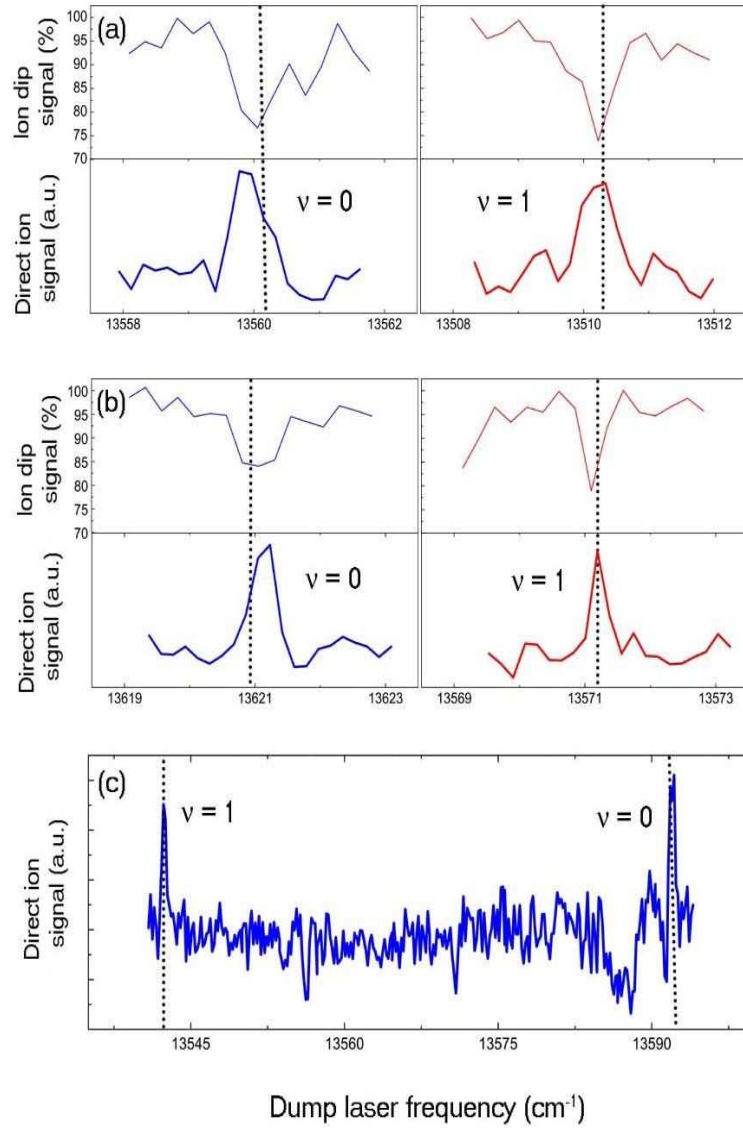 (a)
Ion dip
signal (%)
100
95
90
85
80
75
70
Direct ion
signal (a.u.)
ν = 0
ν = 1
13558
13560
13562
13508
13510
13512
(b)
Ion dip
signal (%)
100
95
90
85
80
75
70
Direct ion
signal (a.u.)
ν = 0
ν = 1
13619
13621
13623
13569
13571
13573
(c)
Direct ion
signal (a.u.)
ν = 1
ν = 0
13545
13560
13575
13590
Dump laser frequency (cm⁻¹)